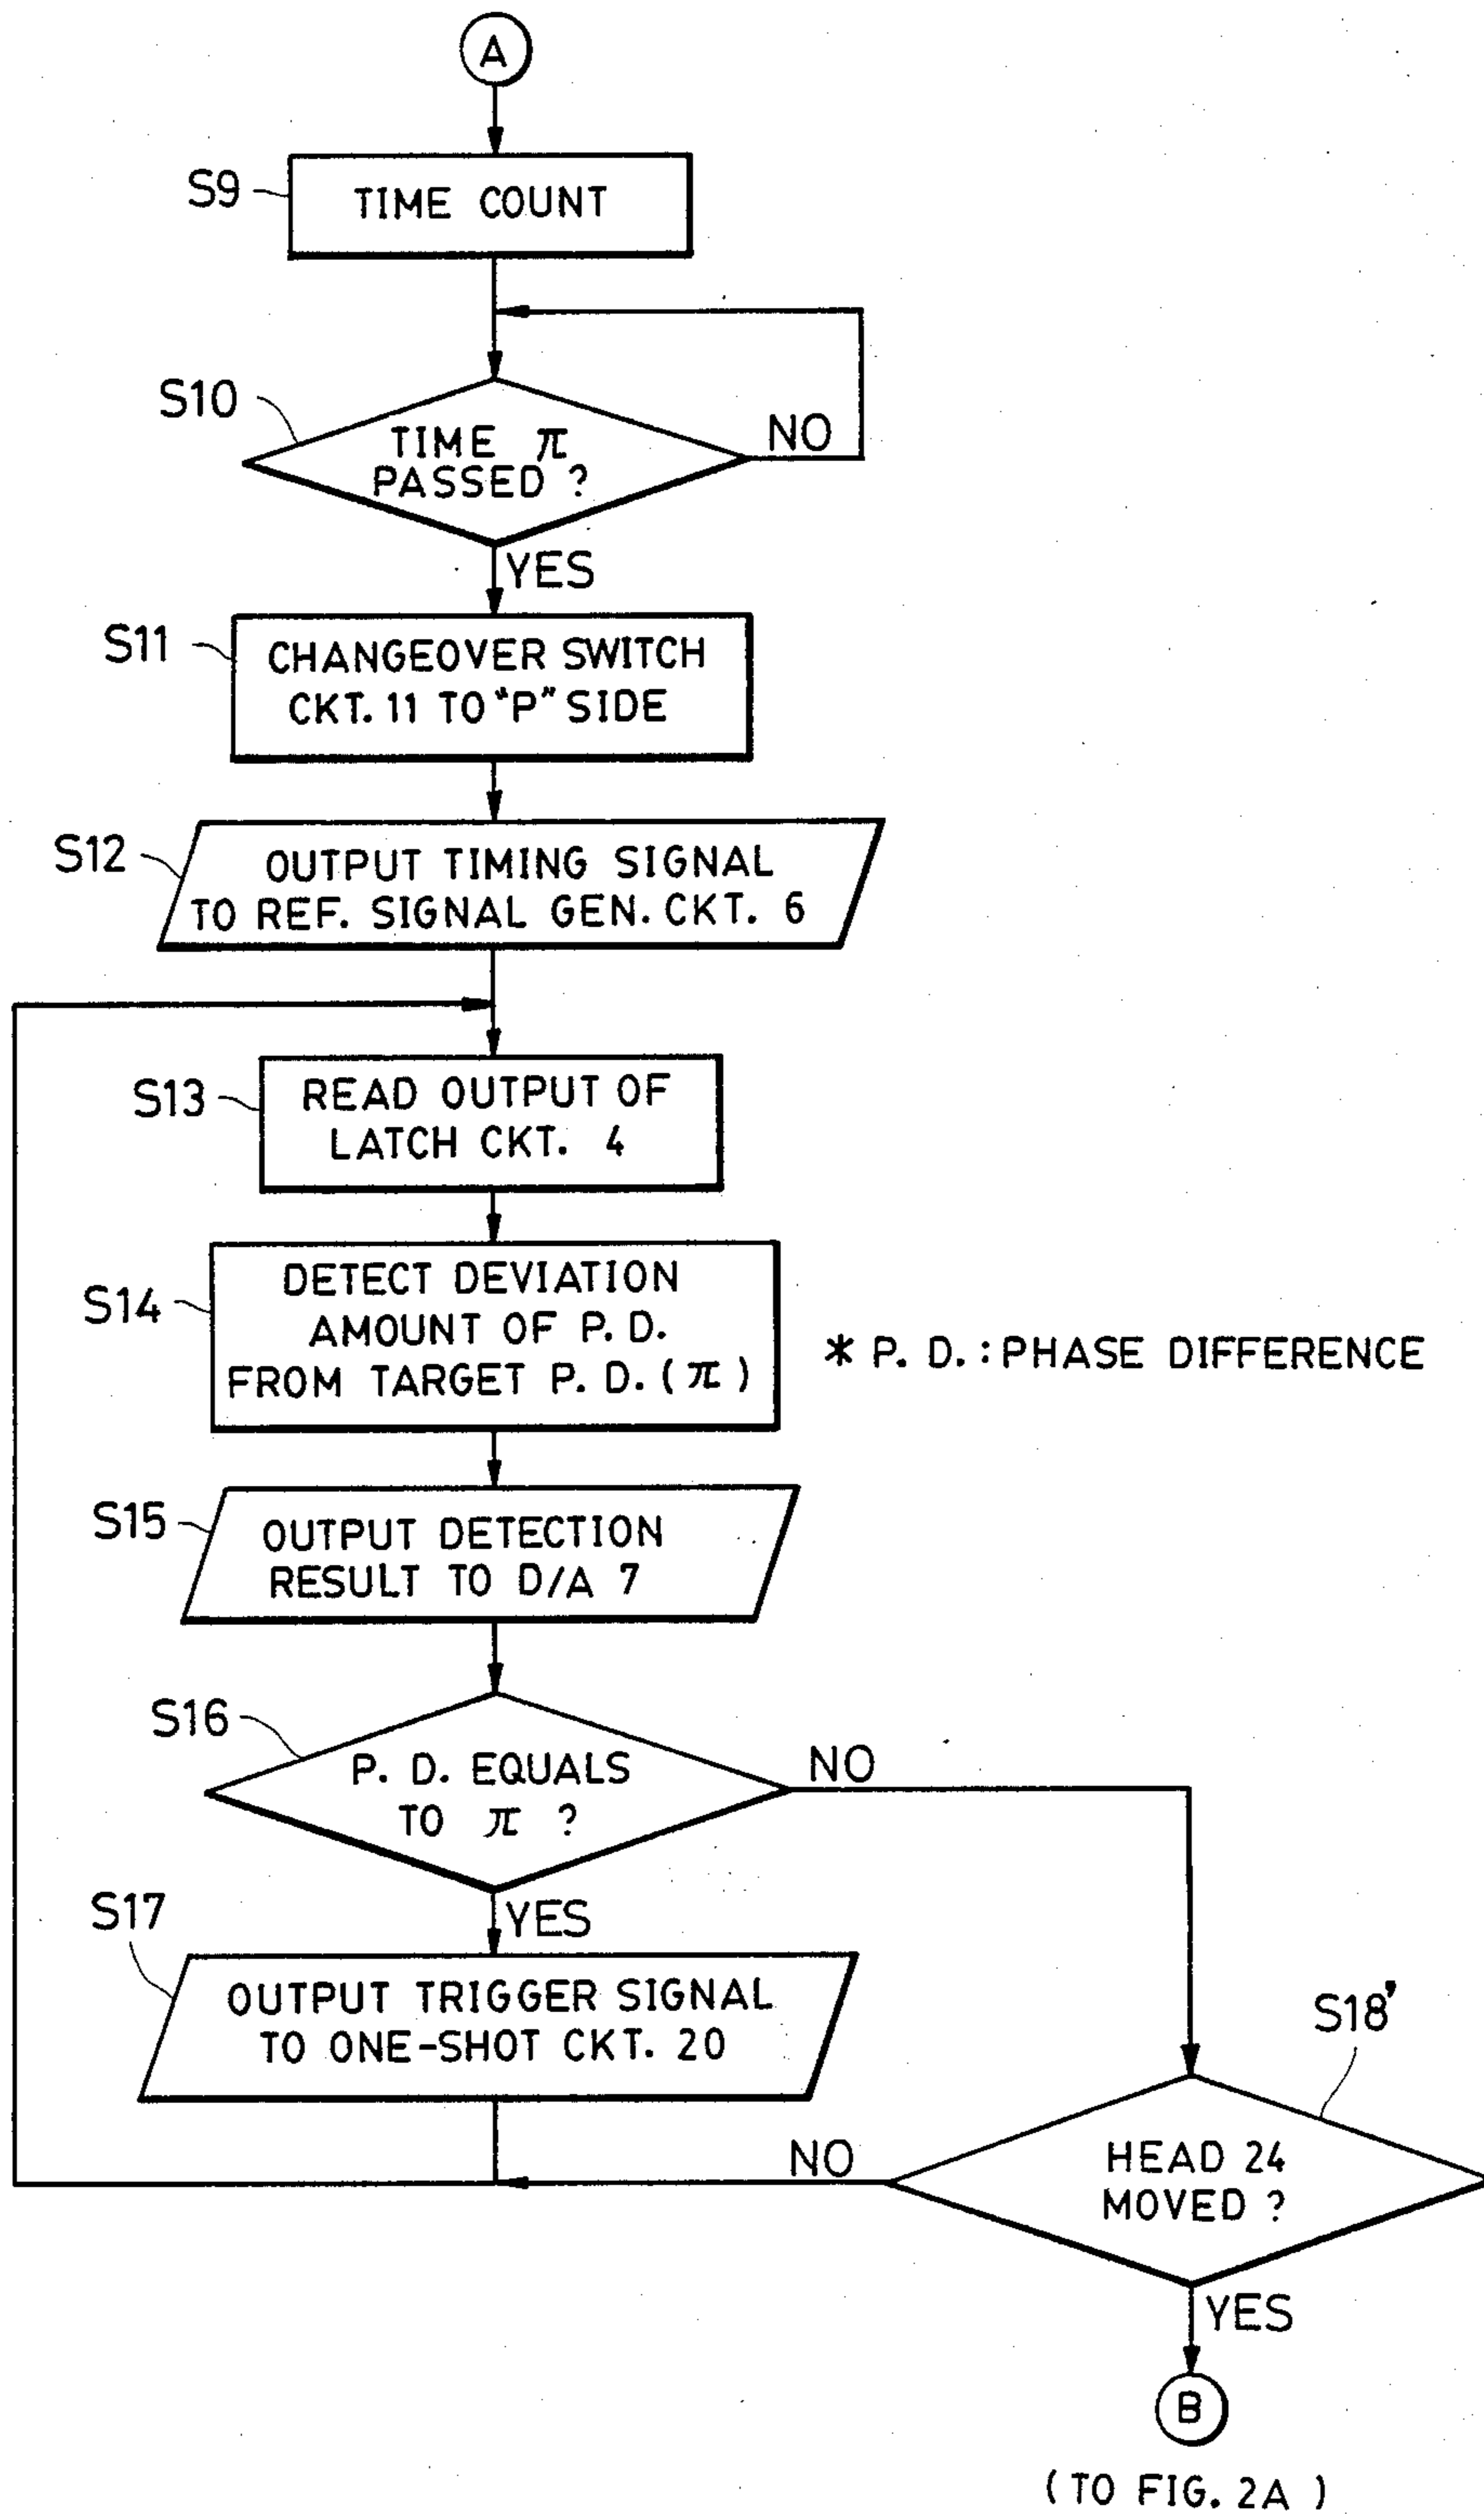 A
S9
TIME COUNT
S10
TIME π
PASSED ?
NO
YES
S11
CHANGEOVER SWITCH
CKT. 11 TO "P" SIDE
S12
OUTPUT TIMING SIGNAL
TO REF. SIGNAL GEN. CKT. 6
S13
READ OUTPUT OF
LATCH CKT. 4
S14
DETECT DEVIATION
AMOUNT OF P. D.
FROM TARGET P. D. ( π )
* P. D. : PHASE DIFFERENCE
S15
OUTPUT DETECTION
RESULT TO D/A 7
S16
P. D. EQUALS
TO π ?
NO
YES
S17
OUTPUT TRIGGER SIGNAL
TO ONE-SHOT CKT. 20
S18'
HEAD 24
MOVED ?
NO
YES
B
( TO FIG. 2A )